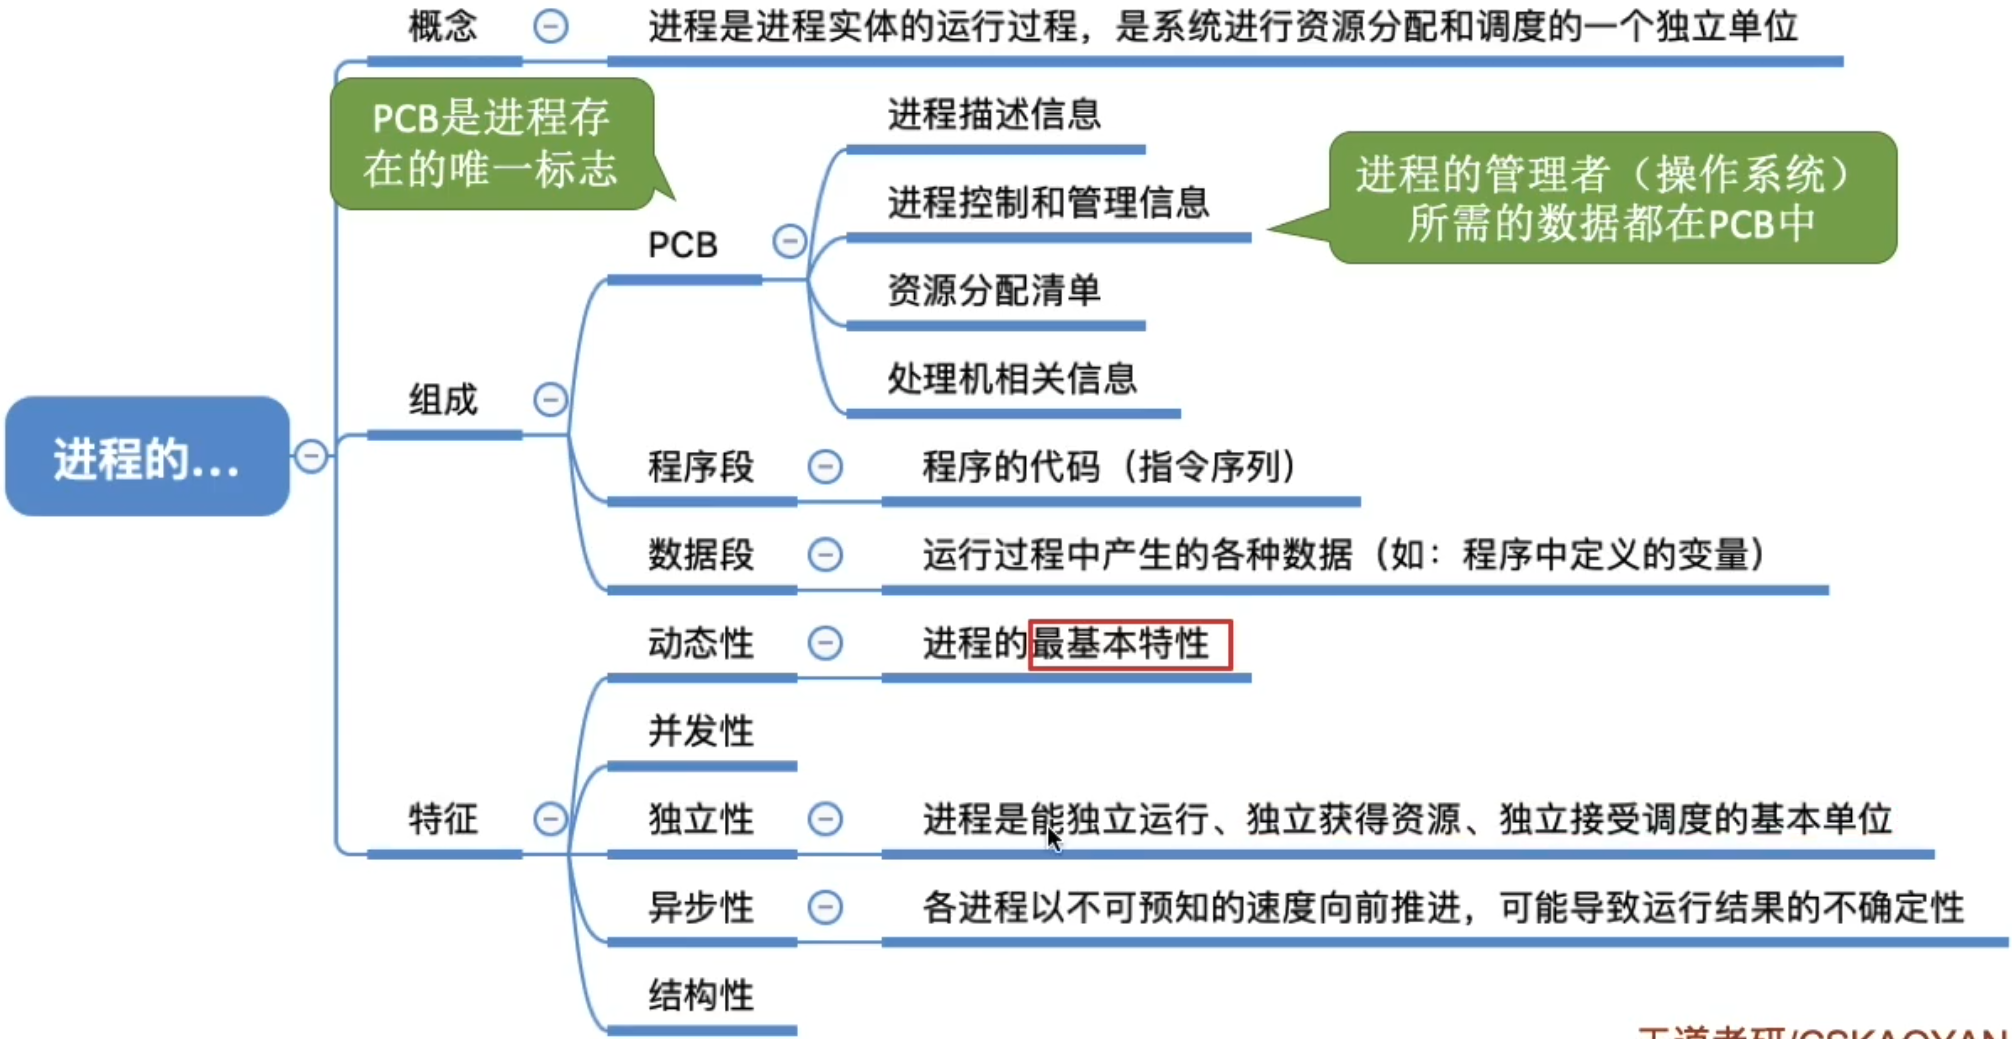 概念
进程是进程实体的运行过程，是系统进行资源分配和调度的一个独立单位
PCB是进程存
在的唯一标志
进程描述信息
进程控制和管理信息
进程的管理者（操作系统）
所需的数据都在PCB中
PCB
资源分配清单
处理机相关信息
组成
进程的...
程序段
程序的代码（指令序列）
数据段
运行过程中产生的各种数据（如：程序中定义的变量）
动态性
进程的最基本特性
并发性
特征
独立性
进程是能独立运行、独立获得资源、独立接受调度的基本单位
异步性
各进程以不可预知的速度向前推进，可能导致运行结果的不确定性
结构性
王道考研/CSKAOYAN